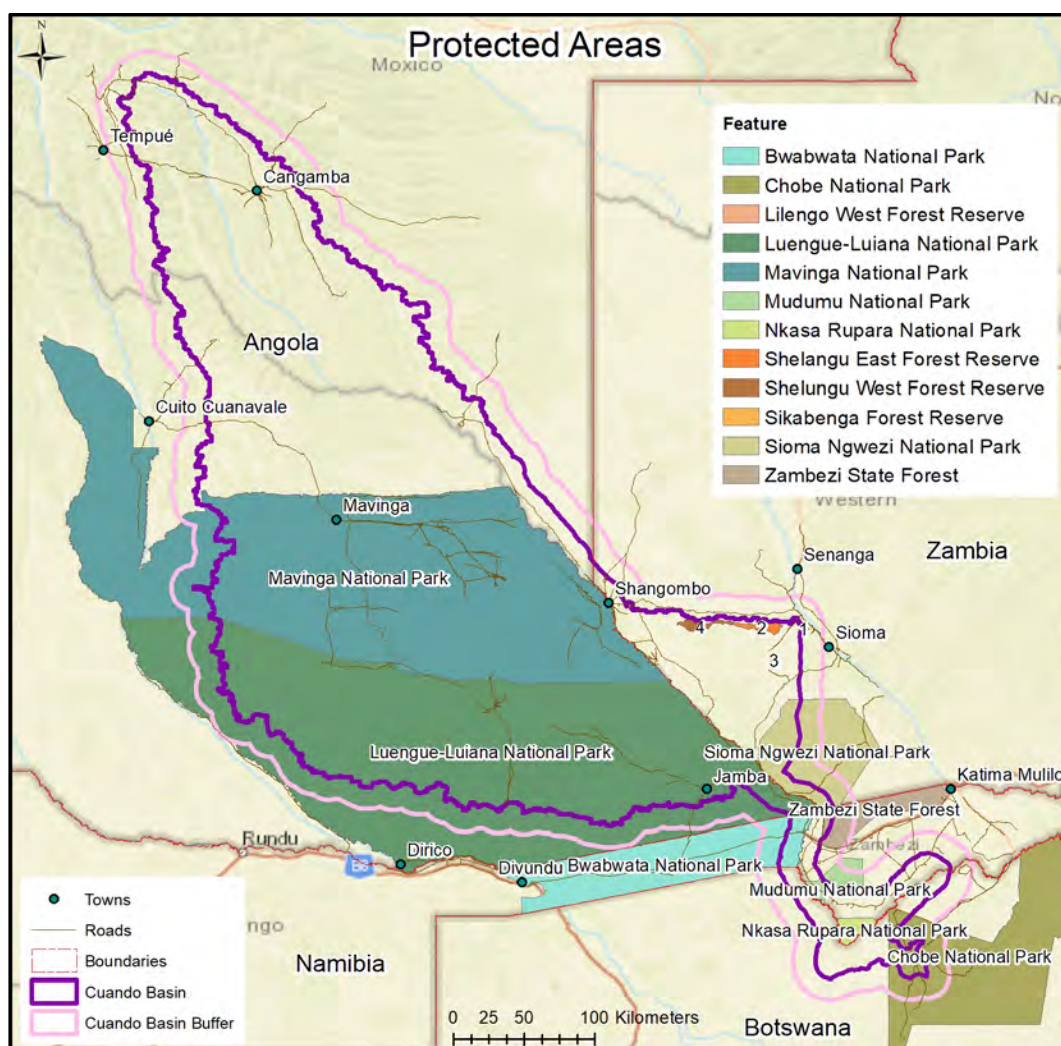 N
Protected Areas
Moxico
No
Feature
Bwabwata National Park
Chobe National Park
Lilengo West Forest Reserve
Luengue-Luiana National Park
Mavinga National Park
Mudumu National Park
Nkasa Rupara National Park
Shelangu East Forest Reserve
Shelungu West Forest Reserve
Sikabenga Forest Reserve
Sioma Ngwezi National Park
Zambezi State Forest
Tempué
Cangamba
Angola
Cuito Cuanavale
Western
Mavinga
Senanga
Zambia
Mavinga National Park
Shangombo
4
2
1
Sioma
3
Luengue-Luiana National Park
Sioma Ngwezi National Park
Jamba
Katima Mulilo
Zambezi State Forest
Rundu
Zambezi
Dirico
B8
Divundu
Bwabwata National Park
Mudumu National Park
Towns
Roads
Boundaries
Cuando Basin
Cuando Basin Buffer
ngo
Nkasa Rupara National Park
Chobe National Park
Namibia
0 25 50 100 Kilometers
Botswana